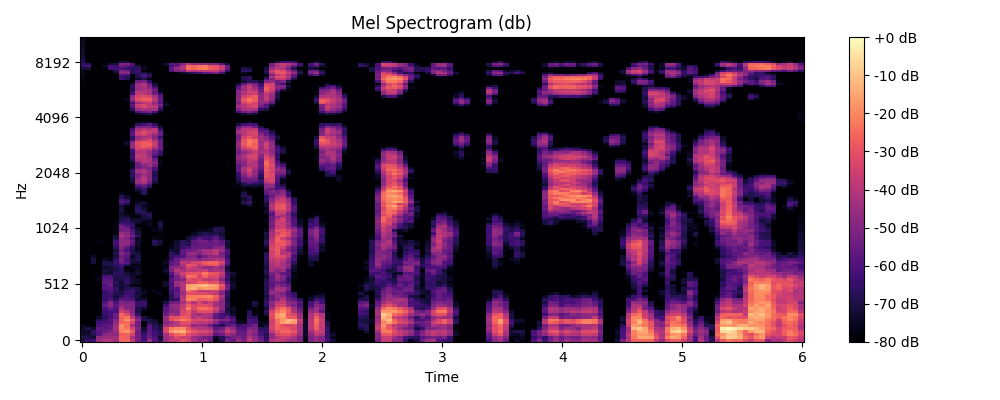 Mel Spectrogram (db)
8192
4096
2048
1024
512
0
Hz
0 1 2 3 4 5 6
Time
+0 dB
-10 dB
-20 dB
-30 dB
-40 dB
-50 dB
-60 dB
-70 dB
-80 dB